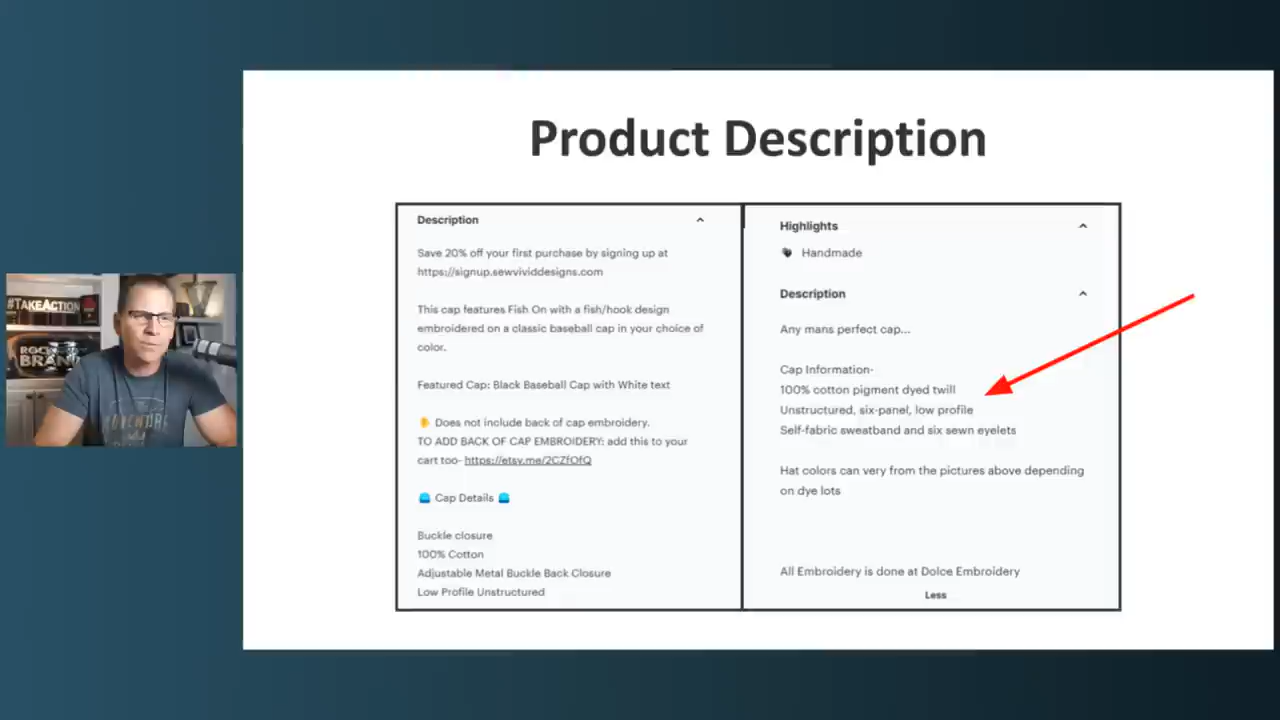 Product Description
Description
Save 20% off your first purchase by signing up at
https://signup.sewvividdesigns.com
This cap features Fish On with a fish/hook design
embroidered on a classic baseball cap in your choice of
color.
Featured Cap: Black Baseball Cap with White text
Does not include back of cap embroidery.
TO ADD BACK OF CAP EMBROIDERY: add this to your
cart too- https://etsy.me/2CZfOfQ
Cap Details
Buckle closure
100% Cotton
Adjustable Metal Buckle Back Closure
Low Profile Unstructured
Highlights
Handmade
Description
Any mans perfect cap...
Cap Information-
100% cotton pigment dyed twill
Unstructured, six-panel, low profile
Self-fabric sweatband and six sewn eyelets
Hat colors can very from the pictures above depending
on dye lots
All Embroidery is done at Dolce Embroidery
Less
#TAKEACTION
BRAN
V